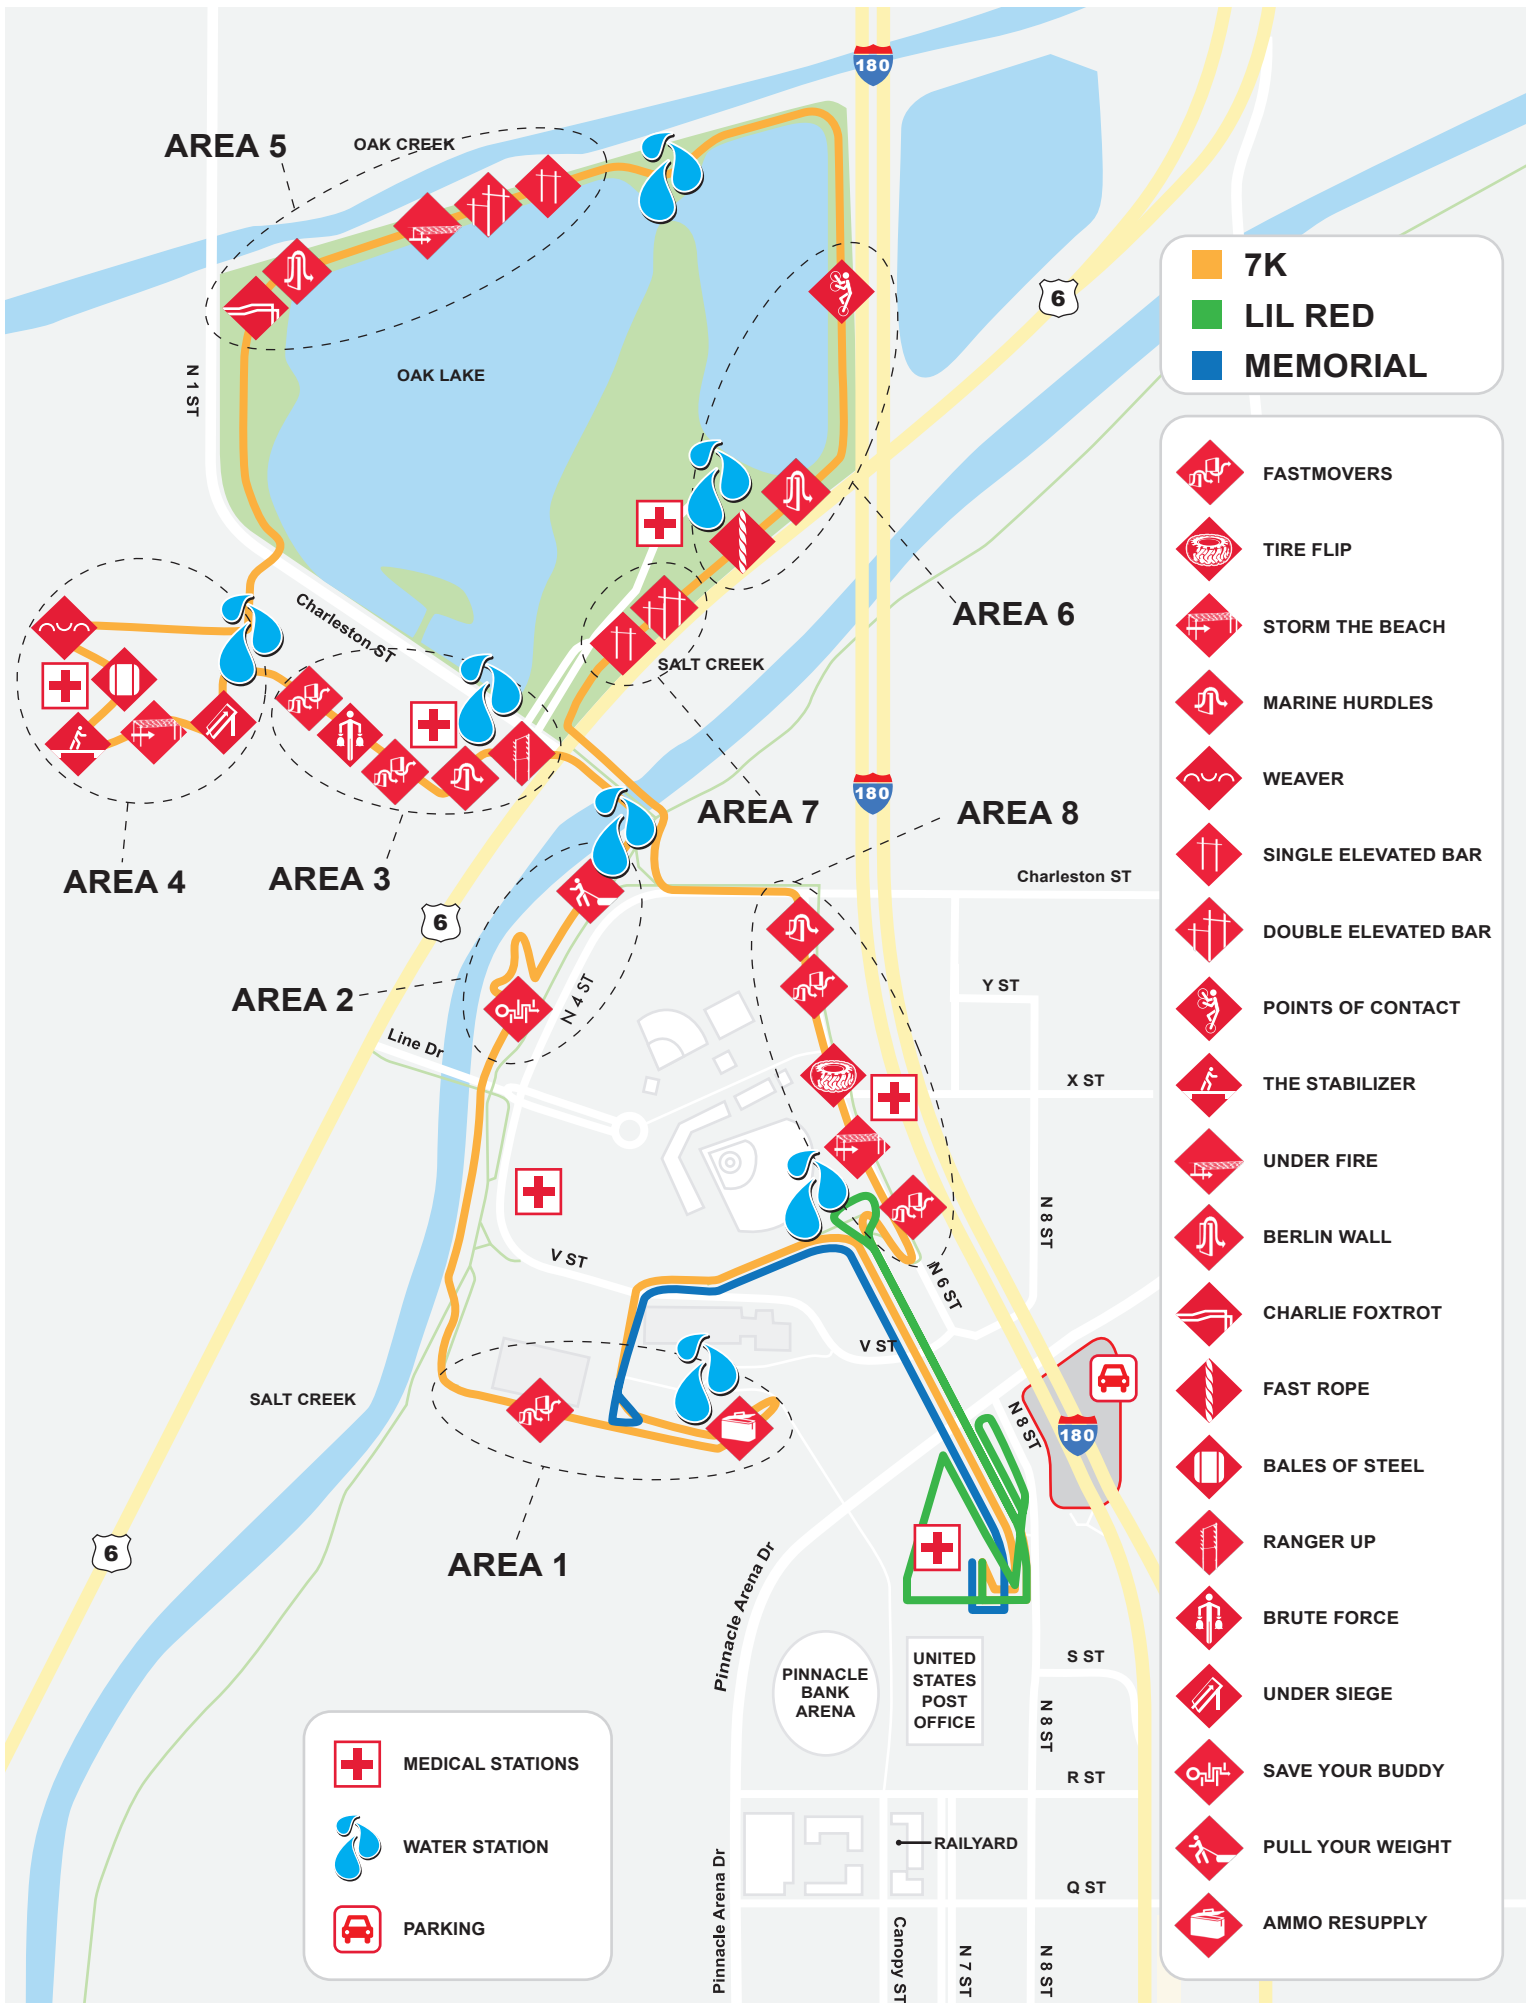 180
AREA 5
OAK CREEK
6
7K
LIL RED
MEMORIAL
N 1 ST
OAK LAKE
FASTMOVERS
TIRE FLIP
STORM THE BEACH
MARINE HURDLES
WEAVER
SINGLE ELEVATED BAR
DOUBLE ELEVATED BAR
POINTS OF CONTACT
THE STABILIZER
UNDER FIRE
BERLIN WALL
CHARLIE FOXTROT
FAST ROPE
BALES OF STEEL
RANGER UP
BRUTE FORCE
UNDER SIEGE
SAVE YOUR BUDDY
PULL YOUR WEIGHT
AMMO RESUPPLY
Charleston ST
AREA 6
SALT CREEK
180
AREA 7
AREA 8
AREA 4
AREA 3
Charleston ST
6
AREA 2
N 4 ST
Y ST
Line Dr
X ST
N 8 ST
V ST
N 6 ST
V ST
SALT CREEK
N 8 ST
180
AREA 1
6
Pinnacle Arena Dr
PINNACLE
BANK
ARENA
UNITED
STATES
POST
OFFICE
S ST
N 8 ST
R ST
MEDICAL STATIONS
WATER STATION
PARKING
RAILYARD
Q ST
Pinnacle Arena Dr
Canopy ST
N 7 ST
N 8 ST